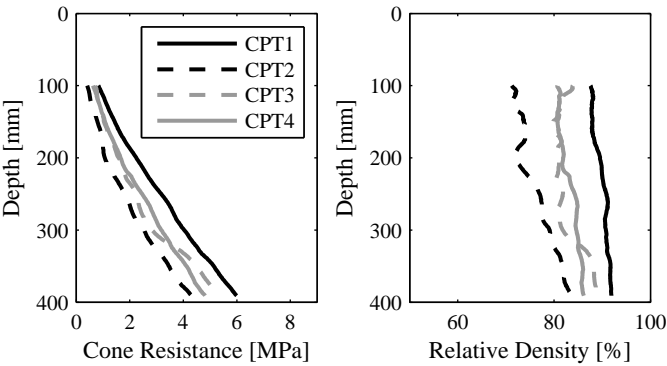 0
100
200
300
400
Depth [mm]
0 2 4 6 8
Cone Resistance [MPa]
CPT1
CPT2
CPT3
CPT4
0
100
200
300
400
Depth [mm]
60 80 100
Relative Density [%]